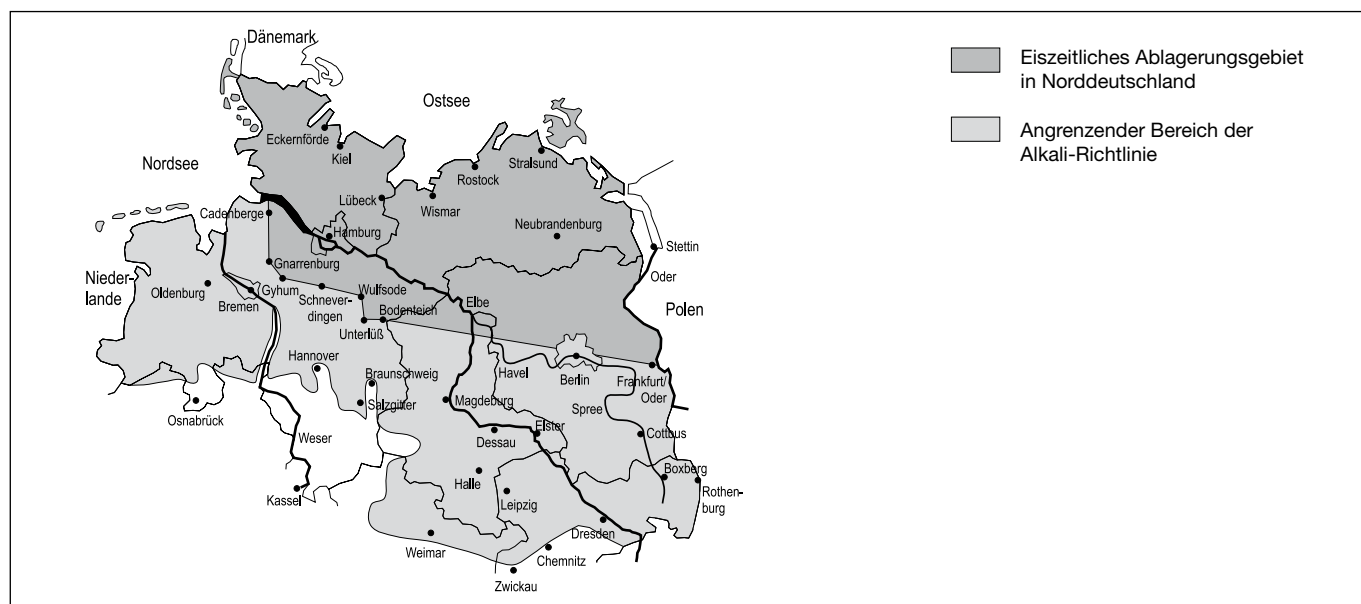 Dänemark
Ostsee
Nordsee
Eckernförde
Kiel
Stralsund
Rostock
Lübeck
Wismar
Cadenberge
Hamburg
Neubrandenburg
Stettin
Gnarrenburg
Oder
Nieder-
lande
Oldenburg
Bremen
Gyhum
Schnever-
dingen
Wulfsode
Bodenteich
Unterlüß
Elbe
Polen
Hannover
Braunschweig
Havel
Berlin
Frankfurt/
Oder
Salzgitter
Magdeburg
Spree
Osnabrück
Weser
Dessau
Elster
Cottbus
Kassel
Halle
Leipzig
Boxberg
Rothen-
burg
Weimar
Dresden
Chemnitz
Zwickau
Eiszeitliches Ablagerungsgebiet
in Norddeutschland
Angrenzender Bereich der
Alkali-Richtlinie